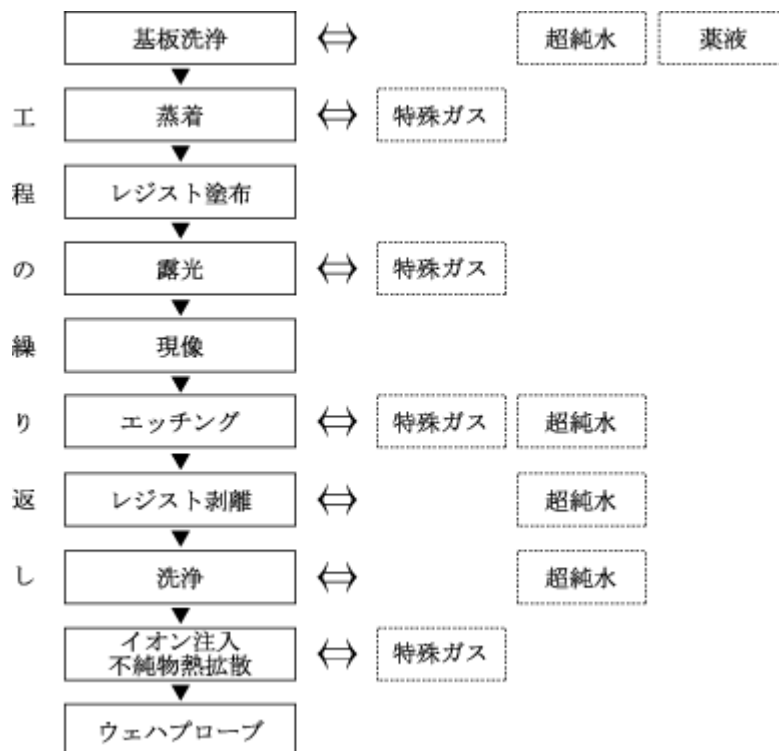 基板洗浄 超純水 薬液
蒸着 特殊ガス
レジスト塗布
露光 特殊ガス
現像
エッチング 特殊ガス 超純水
レジスト剥離 超純水
洗浄 超純水
イオン注入
不純物熱拡散
特殊ガス
ウェハプローブ
工程の繰り返し